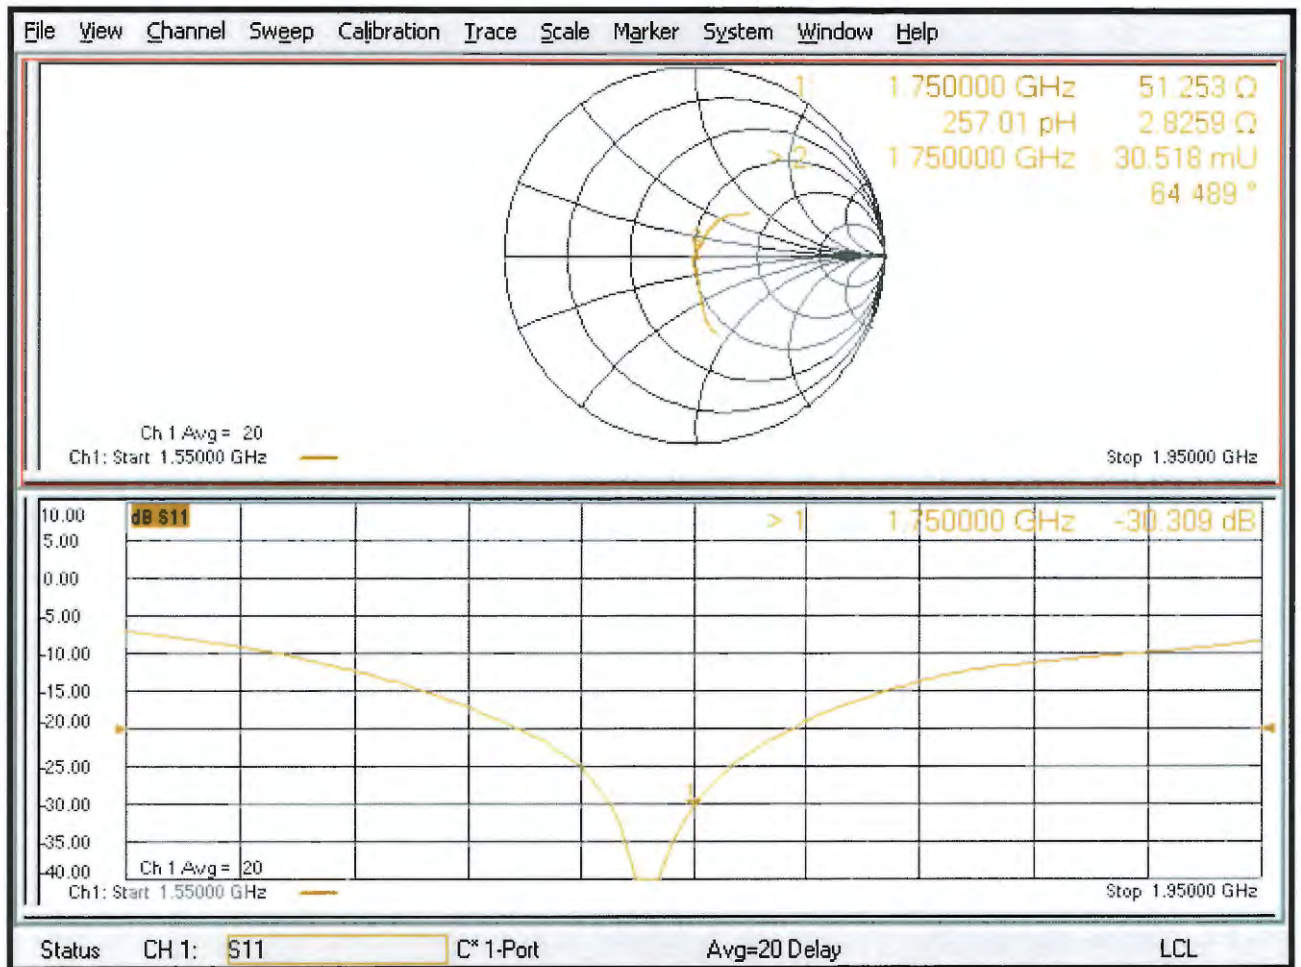 File View Channel Sweep Calibration Trace Scale Marker System Window Help
1: 1.750000 GHz 51.253 Ω
257.01 pH 2.8259 Ω
> 2: 1.750000 GHz 30.518 mU
64.489 °
Ch 1 Avg = 20
Ch1: Start 1.55000 GHz
Stop 1.95000 GHz
10.00
dB S11
> 1: 1.750000 GHz -30.309 dB
5.00
0.00
-5.00
-10.00
-15.00
-20.00
-25.00
1
-30.00
-35.00
-40.00
Ch 1 Avg = 20
Ch1: Start 1.55000 GHz
Stop 1.95000 GHz
Status CH 1: S11 C* 1-Port Avg=20 Delay LCL